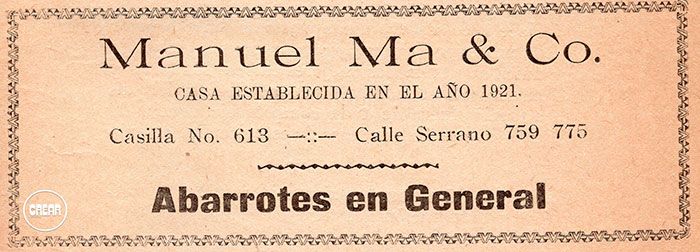 Manuel Ma & Co.
CASA ESTABLECIDA EN EL AÑO 1921.
Casilla No. 613 —::— Calle Serrano 759 775
Abarrotes en General
CREAR